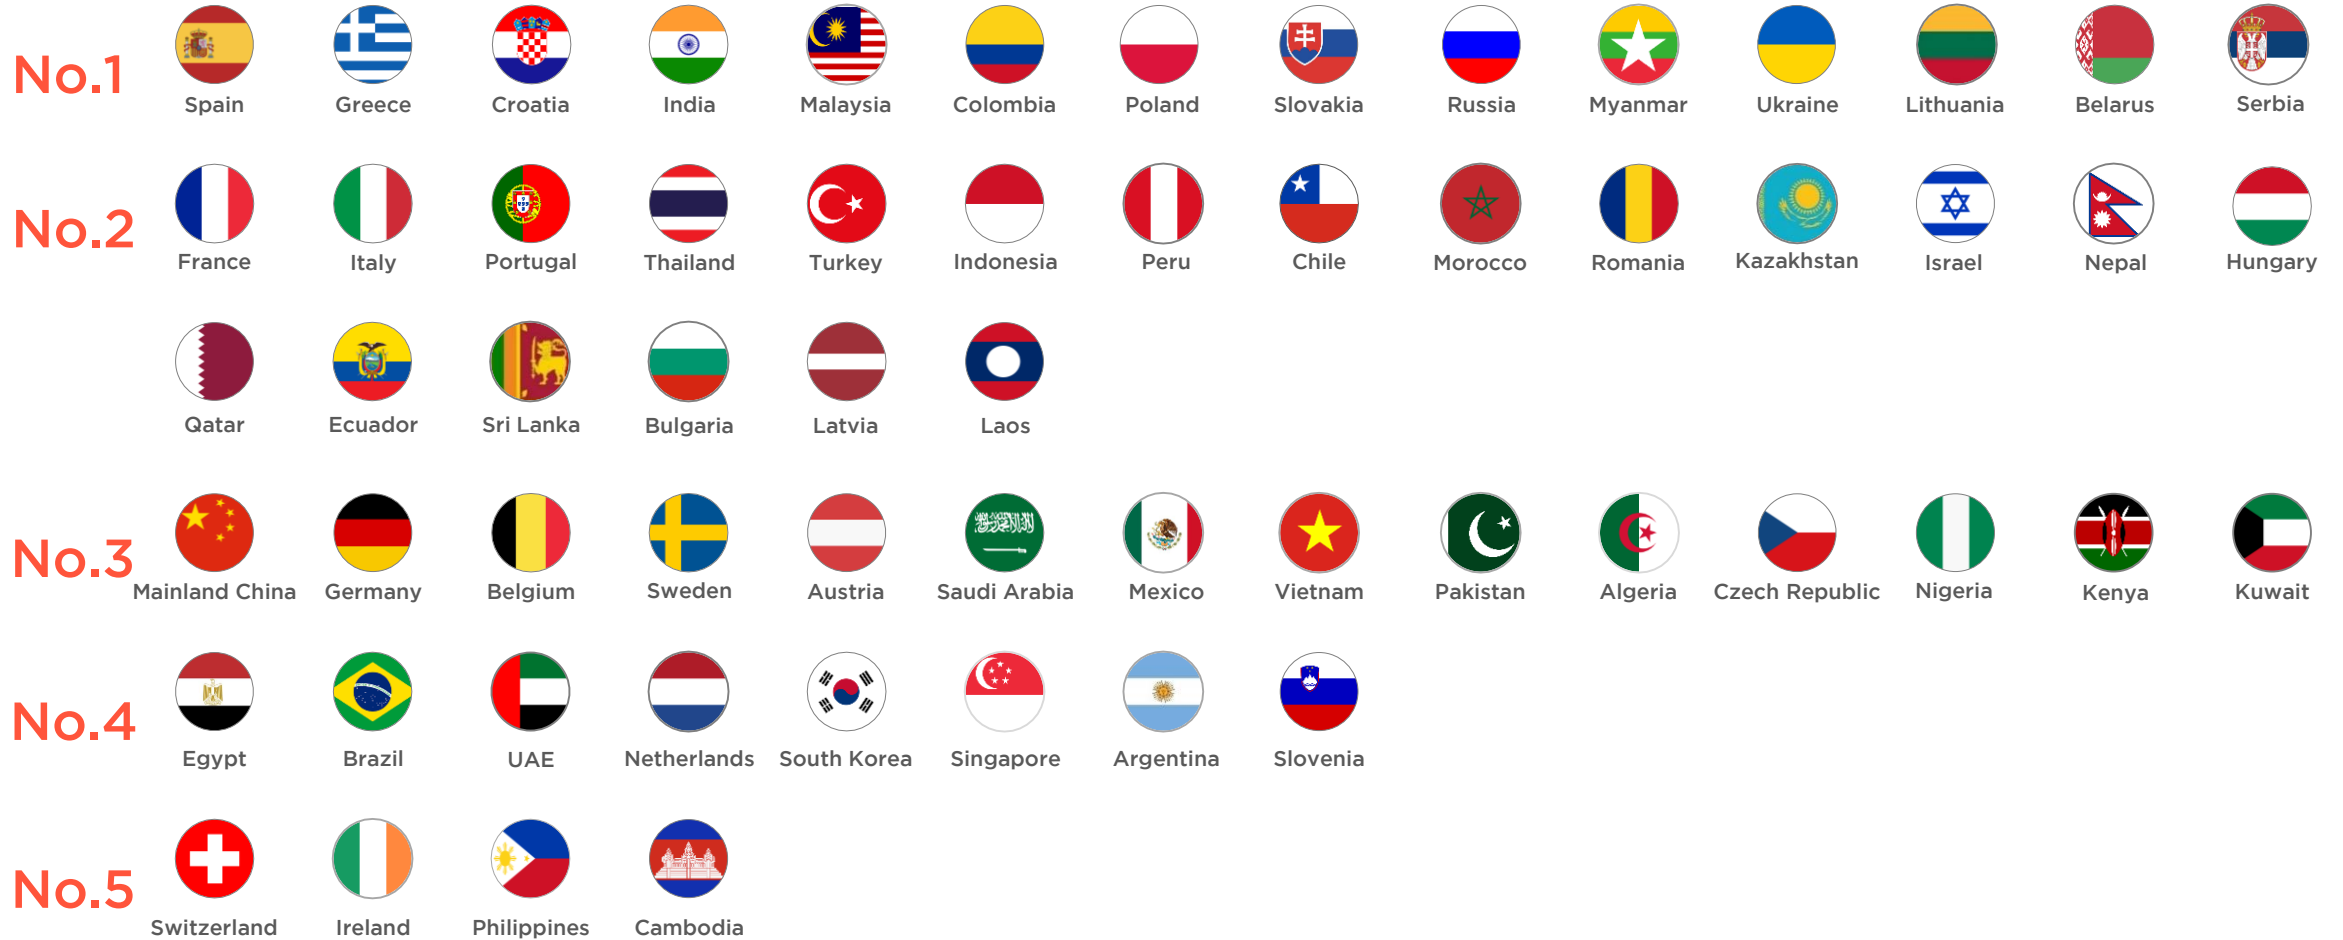 No.1
Spain Greece Croatia India Malaysia Colombia Poland Slovakia Russia Myanmar Ukraine Lithuania Belarus Serbia
No.2
France Italy Portugal Thailand Turkey Indonesia Peru Chile Morocco Romania Kazakhstan Israel Nepal Hungary
Qatar Ecuador Sri Lanka Bulgaria Latvia Laos
No.3
Mainland China Germany Belgium Sweden Austria Saudi Arabia Mexico Vietnam Pakistan Algeria Czech Republic Nigeria Kenya Kuwait
No.4
Egypt Brazil UAE Netherlands South Korea Singapore Argentina Slovenia
No.5
Switzerland Ireland Philippines Cambodia